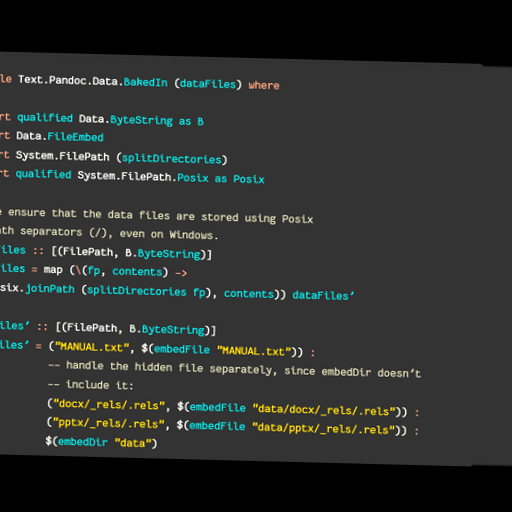 le Text.Pandoc.Data.BakedIn (dataFiles) where
rt qualified Data.ByteString as B
rt Data.FileEmbed
rt System.FilePath (splitDirectories)
rt qualified System.FilePath.Posix as Posix
e ensure that the data files are stored using Posix
ath separators (/), even on Windows.
iles :: [(FilePath, B.ByteString)]
iles = map (\(fp, contents) ->
six.joinPath (splitDirectories fp), contents)) dataFiles'
iles' :: [(FilePath, B.ByteString)]
iles' = ("MANUAL.txt", $(embedFile "MANUAL.txt")) :
-- handle the hidden file separately, since embedDir doesn't
-- include it:
("docx/_rels/.rels", $(embedFile "data/docx/_rels/.rels")) :
("pptx/_rels/.rels", $(embedFile "data/pptx/_rels/.rels")) :
$(embedDir "data")